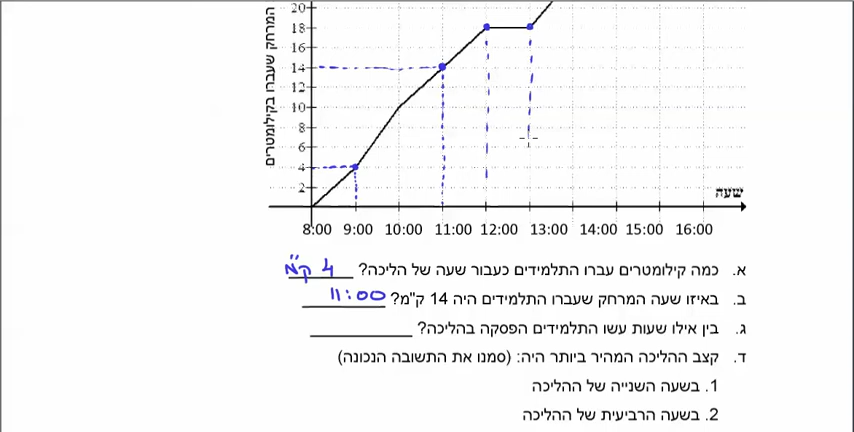 המרחק שעברו בקילומטרים
18
16
14
12
10
8
6
4
2
שעה
8:00 9:00 10:00 11:00 12:00 13:00 14:00 15:00 16:00
א. כמה קילומטרים עברו התלמידים כעבור שעה של הליכה? 4 ק"מ
ב. באיזו שעה המרחק שעברו התלמידים היה 14 ק"מ? 11:00
ג. בין אילו שעות עשו התלמידים הפסקה בהליכה? ____________
ד. קצב ההליכה המהיר ביותר היה: (סמנו את התשובה הנכונה)
1. בשעה השנייה של ההליכה
2. בשעה הרביעית של ההליכה